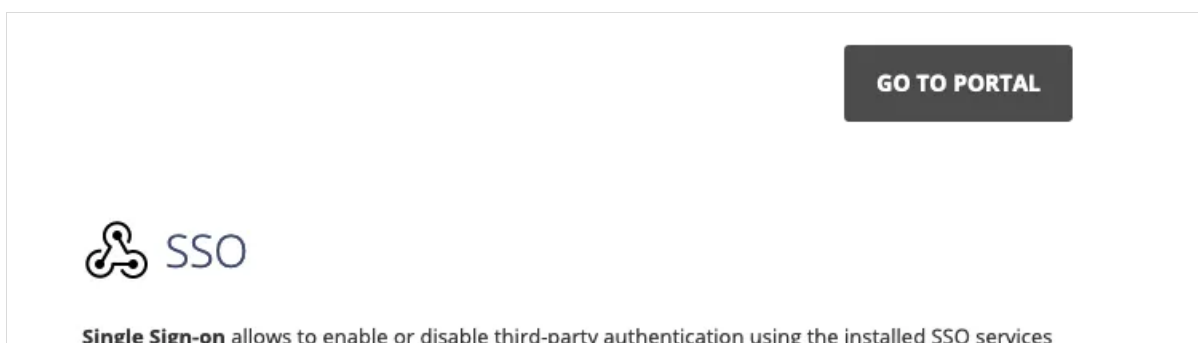 GO TO PORTAL
SSO
Single Sign-on allows to enable or disable third-party authentication using the installed SSO services